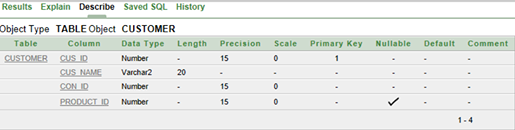 Results Explain Describe Saved SQL History
Object Type TABLE Object CUSTOMER
Table Column Data Type Length Precision Scale Primary Key Nullable Default Comment
CUSTOMER CUS_ID Number - 15 0 1 - - -
CUS_NAME Varchar2 20 - - - - - -
CON_ID Number - 15 0 - - - -
PRODUCT_ID Number - 15 0 - ✓ - -
1 - 4